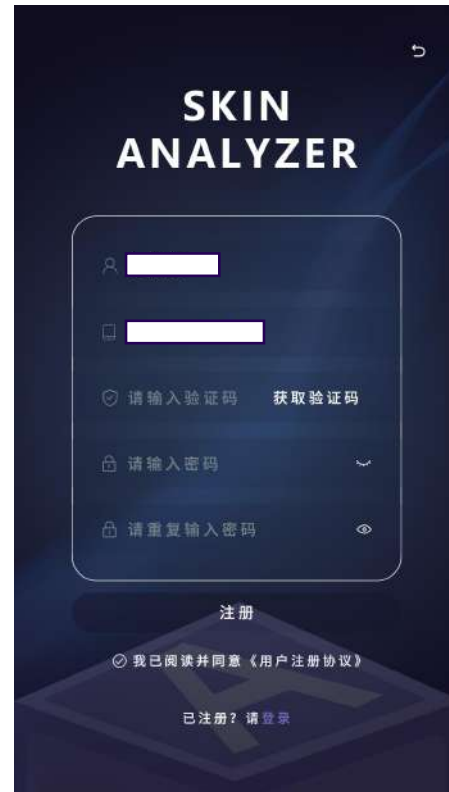 SKIN
ANALYZER
请输入验证码 获取验证码
请输入密码
请重复输入密码
注册
我已阅读并同意《用户注册协议》
已注册？请登录